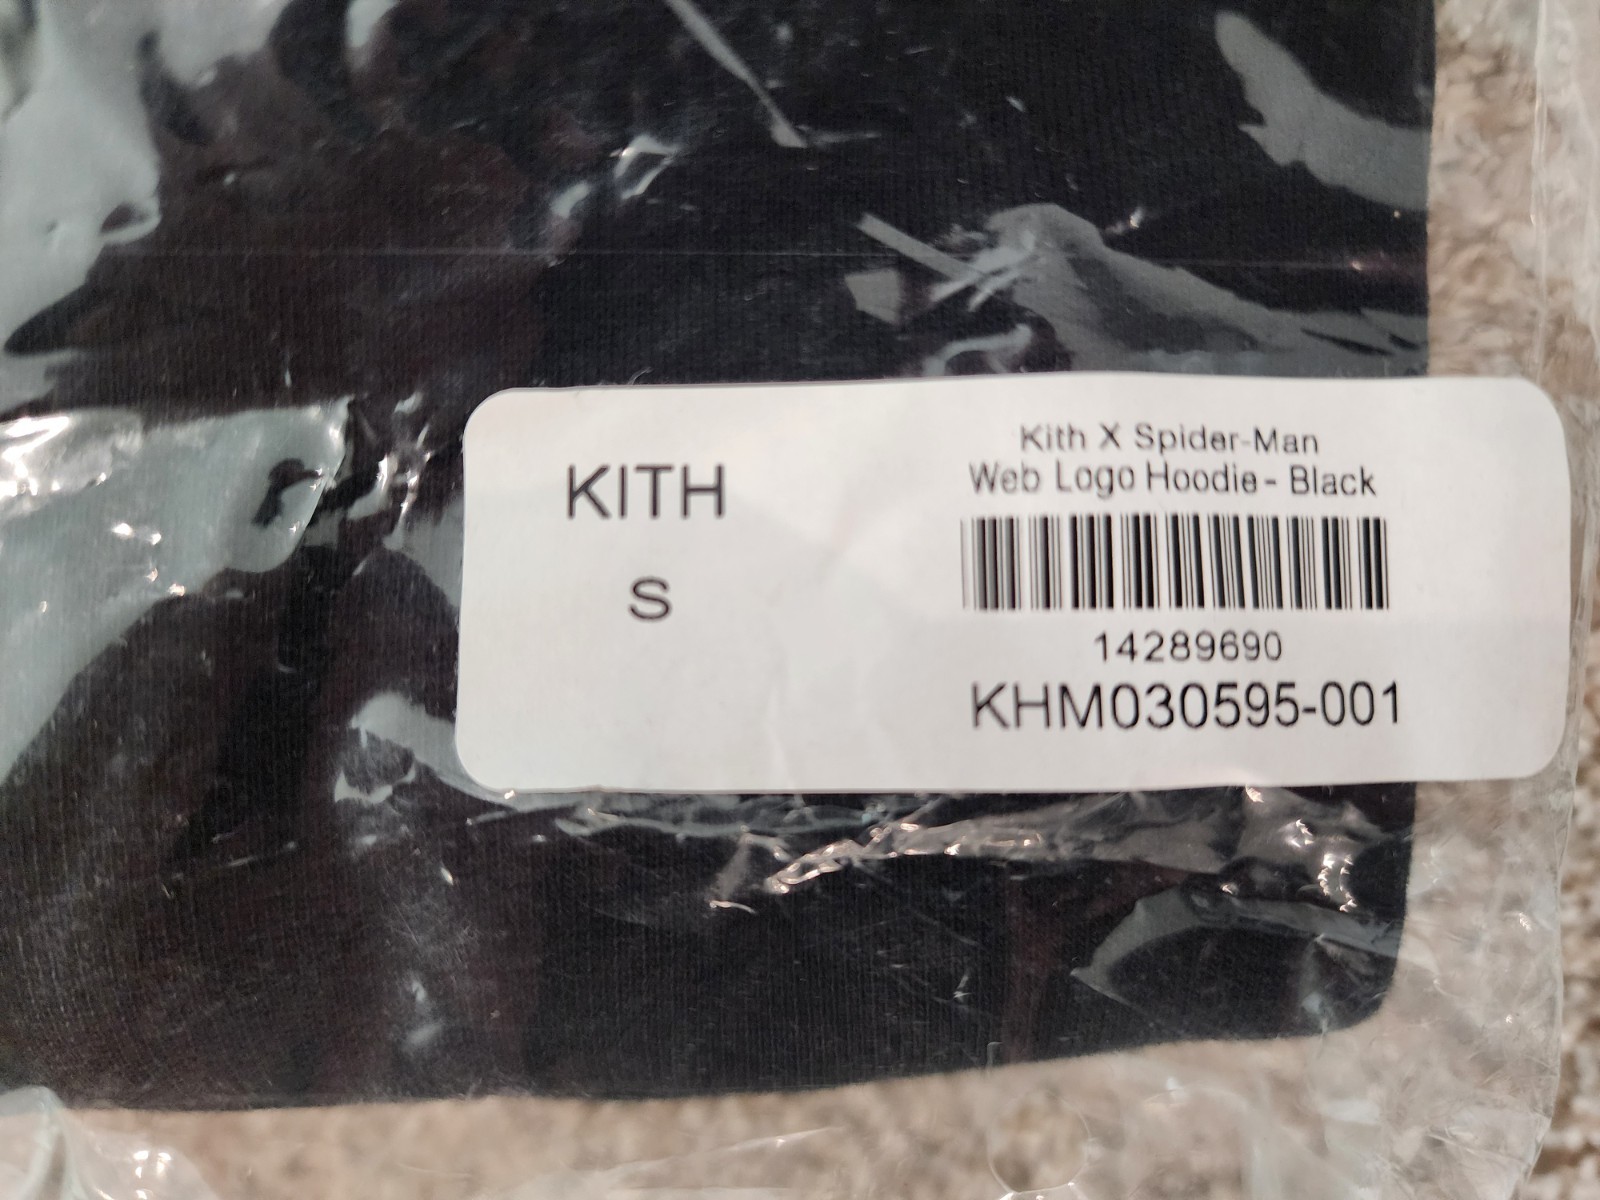 KITH
S
Kith X Spider-Man
Web Logo Hoodie - Black
14289690
KHM030595-001